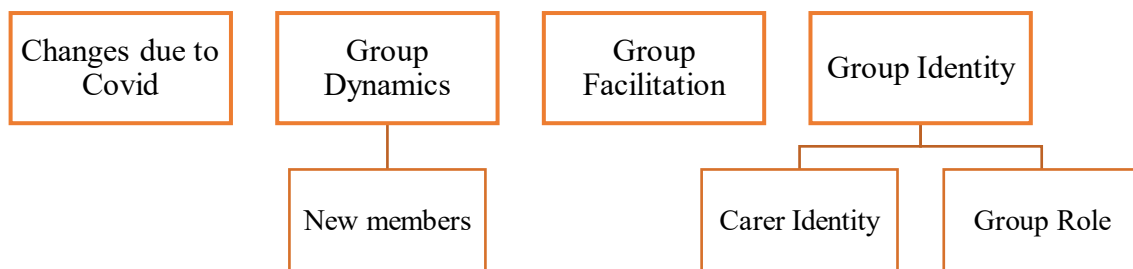 Changes due to
Covid
Group
Dynamics
Group
Facilitation
Group Identity
New members
Carer Identity
Group Role